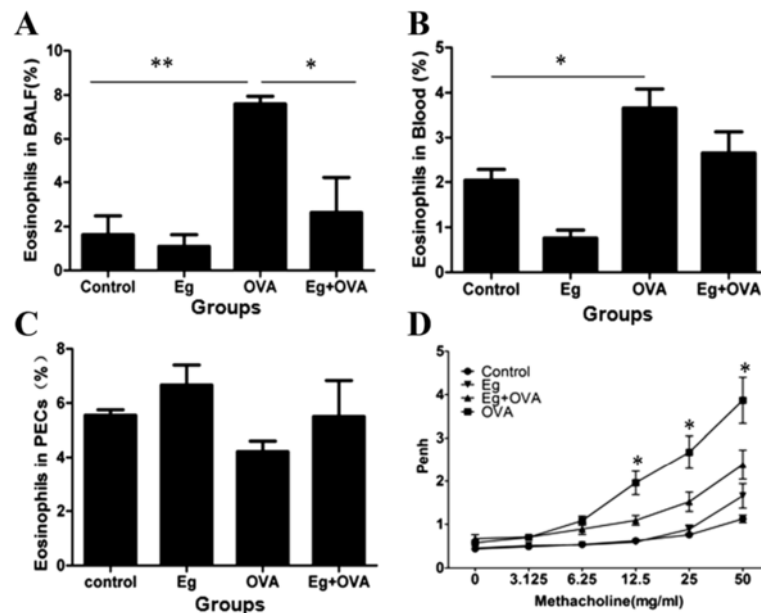 A
Eosinophils in BALF(%)
10
8
6
4
2
0
**
*
Control Eg OVA Eg+OVA
Groups
B
Eosinophils in Blood (%)
5
4
3
2
1
0
*
Control Eg OVA Eg+OVA
Groups
C
Eosinophils in PECs (%)
8
6
4
2
0
control Eg OVA Eg+OVA
Groups
D
Penh
5
4
3
2
1
0
Control
Eg
Eg+OVA
OVA
*
*
*
0 3.125 6.25 12.5 25 50
Methacholine(mg/ml)